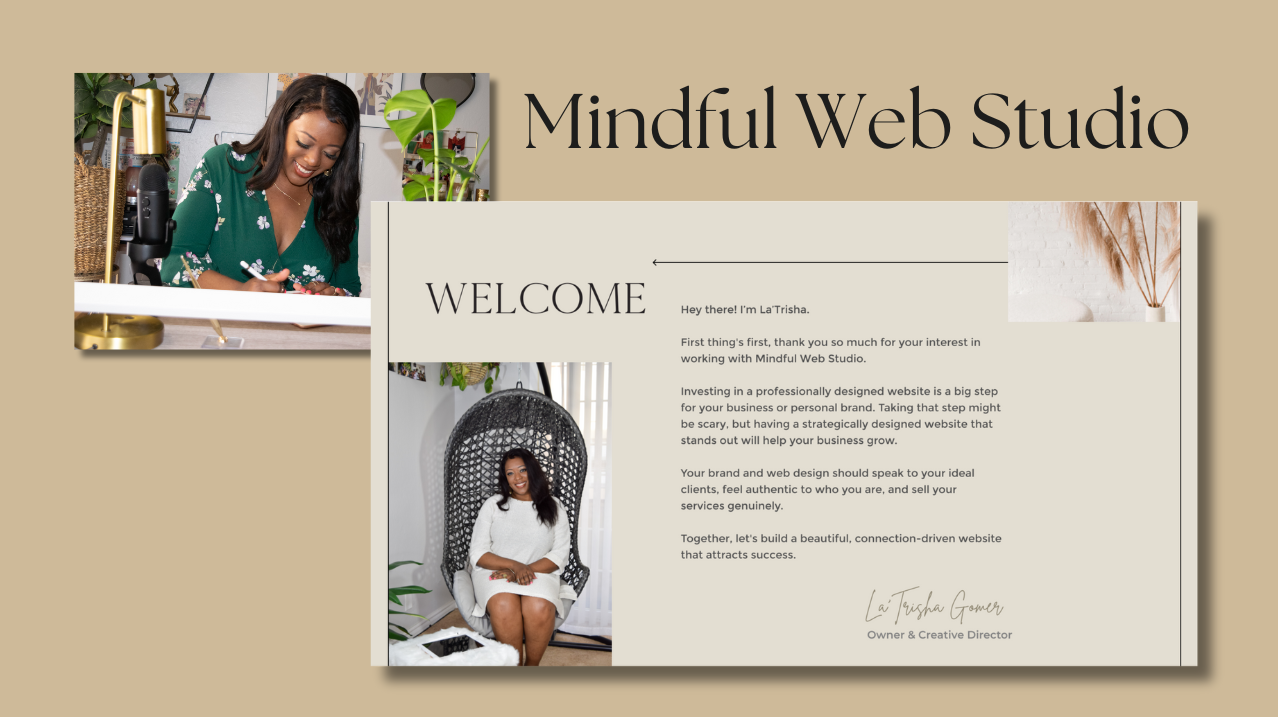 Mindful Web Studio
WELCOME
Hey there! I'm La'Trisha.
First thing's first, thank you so much for your interest in
working with Mindful Web Studio.
Investing in a professionally designed website is a big step
for your business or personal brand. Taking that step might
be scary, but having a strategically designed website that
stands out will help your business grow.
Your brand and web design should speak to your ideal
clients, feel authentic to who you are, and sell your
services genuinely.
Together, let's build a beautiful, connection-driven website
that attracts success.
La'Trisha Gomer
Owner & Creative Director